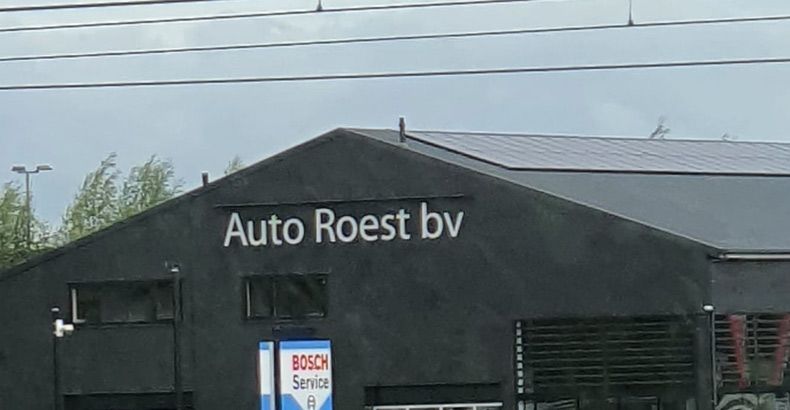 Auto Roest bv
BOSCH
Service